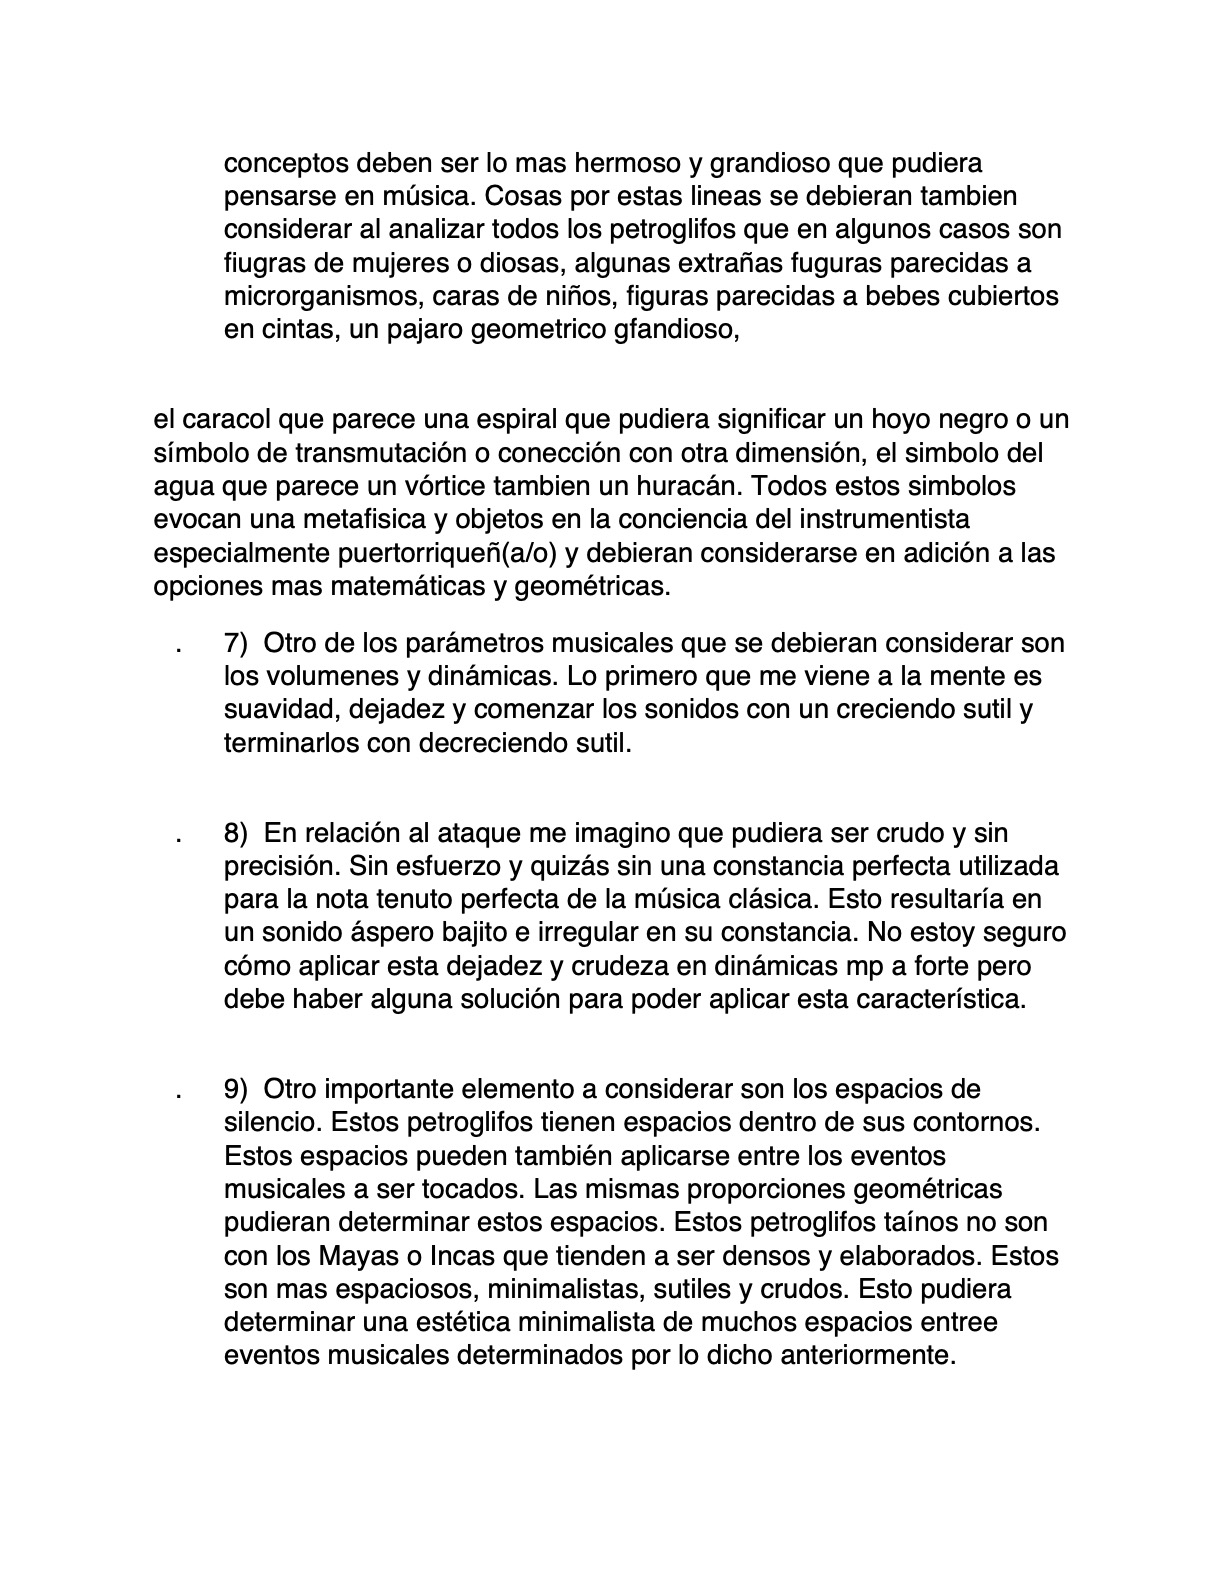 conceptos deben ser lo mas hermoso y grandioso que pudiera
pensarse en música. Cosas por estas lineas se debieran tambien
considerar al analizar todos los petroglifos que en algunos casos son
fiugras de mujeres o diosas, algunas extrañas fuguras parecidas a
microrganismos, caras de niños, figuras parecidas a bebes cubiertos
en cintas, un pajaro geometrico gfandioso,
el caracol que parece una espiral que pudiera significar un hoyo negro o un
símbolo de transmutación o conección con otra dimensión, el simbolo del
agua que parece un vórtice tambien un huracán. Todos estos simbolos
evocan una metafisica y objetos en la conciencia del instrumentista
especialmente puertorriqueñ(a/o) y debieran considerarse en adición a las
opciones mas matemáticas y geométricas.
. 7) Otro de los parámetros musicales que se debieran considerar son
los volumenes y dinámicas. Lo primero que me viene a la mente es
suavidad, dejadez y comenzar los sonidos con un creciendo sutil y
terminarlos con decreciendo sutil.
. 8) En relación al ataque me imagino que pudiera ser crudo y sin
precisión. Sin esfuerzo y quizás sin una constancia perfecta utilizada
para la nota tenuto perfecta de la música clásica. Esto resultaría en
un sonido áspero bajito e irregular en su constancia. No estoy seguro
cómo aplicar esta dejadez y crudeza en dinámicas mp a forte pero
debe haber alguna solución para poder aplicar esta característica.
. 9) Otro importante elemento a considerar son los espacios de
silencio. Estos petroglifos tienen espacios dentro de sus contornos.
Estos espacios pueden también aplicarse entre los eventos
musicales a ser tocados. Las mismas proporciones geométricas
pudieran determinar estos espacios. Estos petroglifos taínos no son
con los Mayas o Incas que tienden a ser densos y elaborados. Estos
son mas espaciosos, minimalistas, sutiles y crudos. Esto pudiera
determinar una estética minimalista de muchos espacios entree
eventos musicales determinados por lo dicho anteriormente.